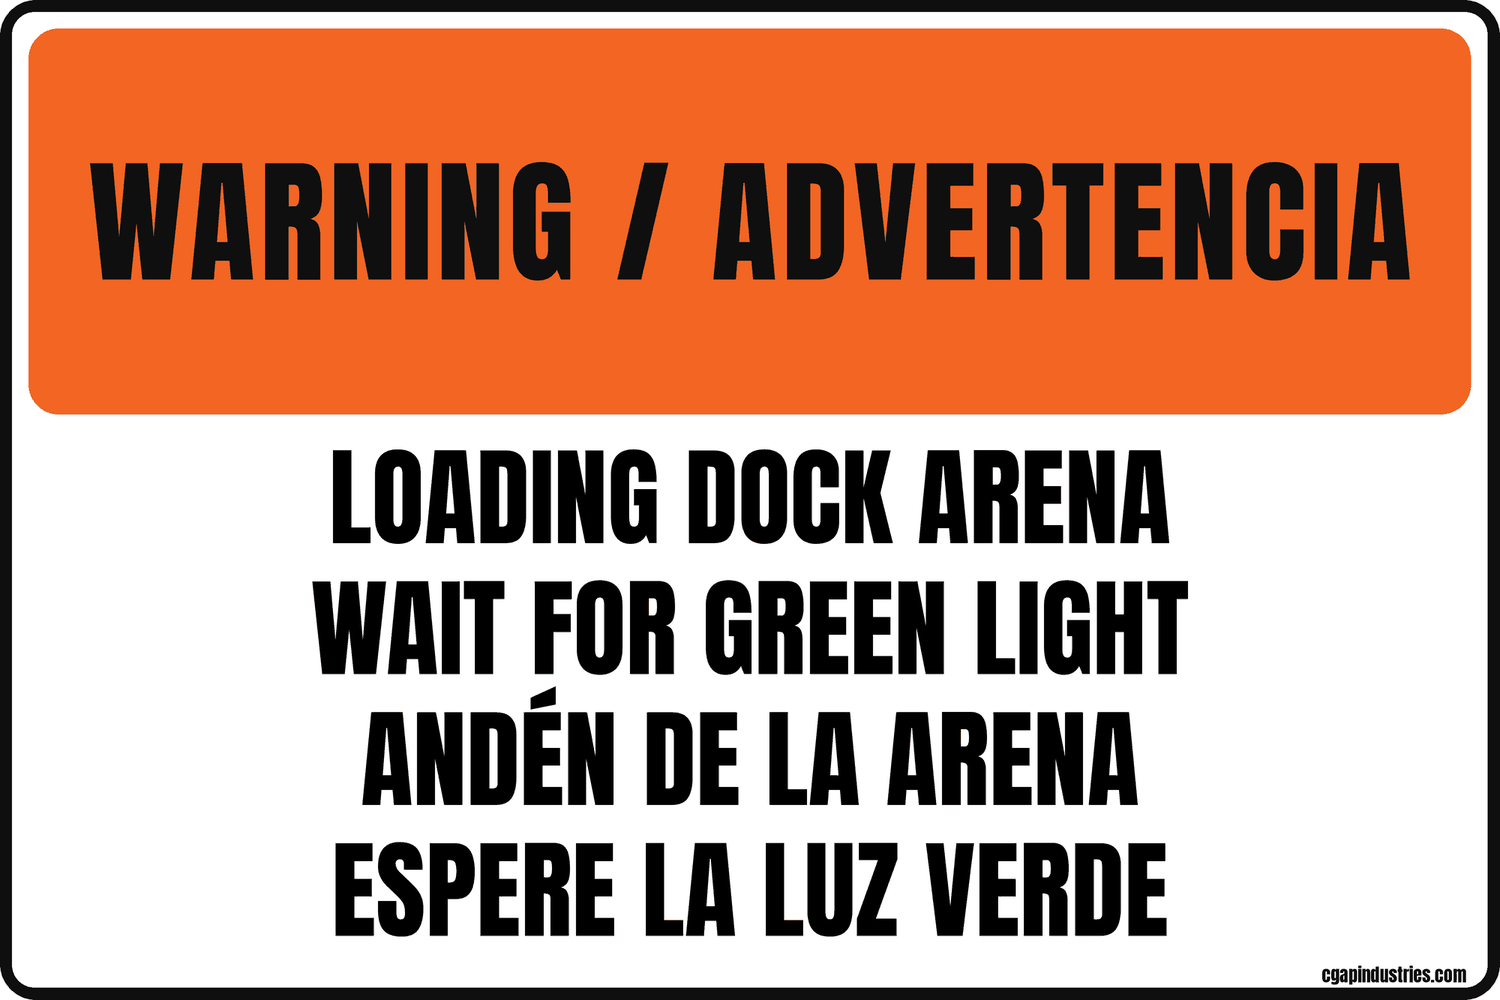 WARNING / ADVERTENCIA
LOADING DOCK ARENA
WAIT FOR GREEN LIGHT
ANDÉN DE LA ARENA
ESPERE LA LUZ VERDE
cgapindustries.com